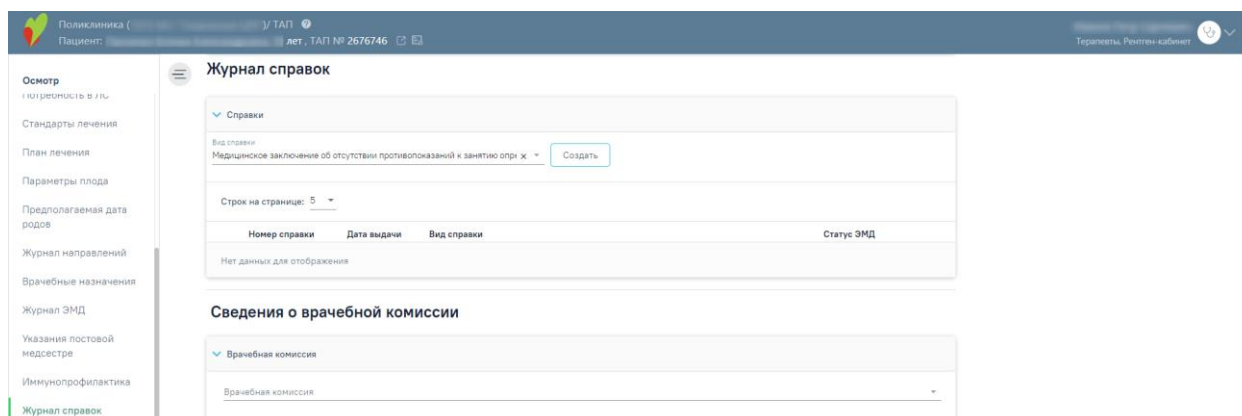 Поликлиника ( )/ ТАП ?
Пациент: лет , ТАП № 2676746
Терапевты, Рентген-кабинет
Осмотр
Потребность в ЛС
Стандарты лечения
План лечения
Параметры плода
Предполагаемая дата
родов
Журнал направлений
Врачебные назначения
Журнал ЭМД
Указания постовой
медсестре
Иммунопрофилактика
Журнал справок
Журнал справок
Справки
Вид справки
Медицинское заключение об отсутствии противопоказаний к занятию опре
Создать
Строк на странице: 5
Номер справки Дата выдачи Вид справки Статус ЭМД
Нет данных для отображения
Сведения о врачебной комиссии
Врачебная комиссия
Врачебная комиссия